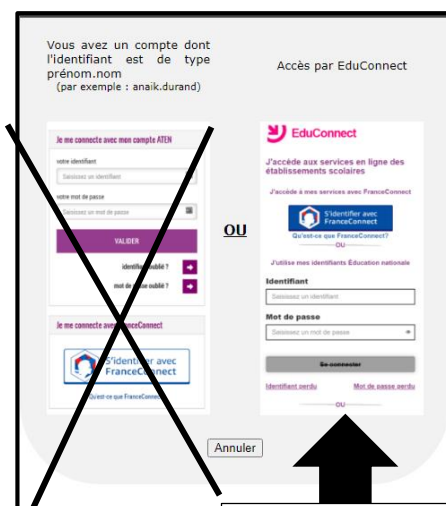 Vous avez un compte dont
l'identifiant est de type
prénom.nom
(par exemple : anaik.durand)
Accès par EduConnect
Je me connecte avec mon compte ATEN
votre identifiant
Saisissez un identifiant
votre mot de passe
Saisissez un mot de passe
VALIDER
identifiant oublié ?
mot de passe oublié ?
Je me connecte avec FranceConnect
S'identifier avec
FranceConnect
Qu'est-ce que FranceConnect
OU
EduConnect
J'accède aux services en ligne des
établissements scolaires
J'accède à mes services avec FranceConnect
S'identifier avec
FranceConnect
Qu'est-ce que FranceConnect?
OU
J'utilise mes identifiants Éducation nationale
Identifiant
Saisissez un identifiant
Mot de passe
Saisissez un mot de passe
Se connecter
Identifiant perdu
Mot de passe perdu
OU
Annuler